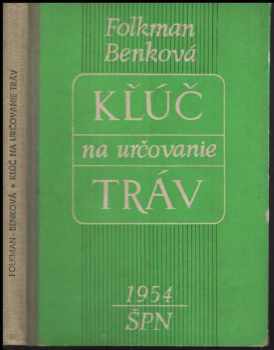 FOLKMAN-BENKOVÁ * KĽÚČ NA URČOVANIE TRÁV
Folkman
Benková
KĽÚČ
na určovanie
TRÁV
1954
ŠPN